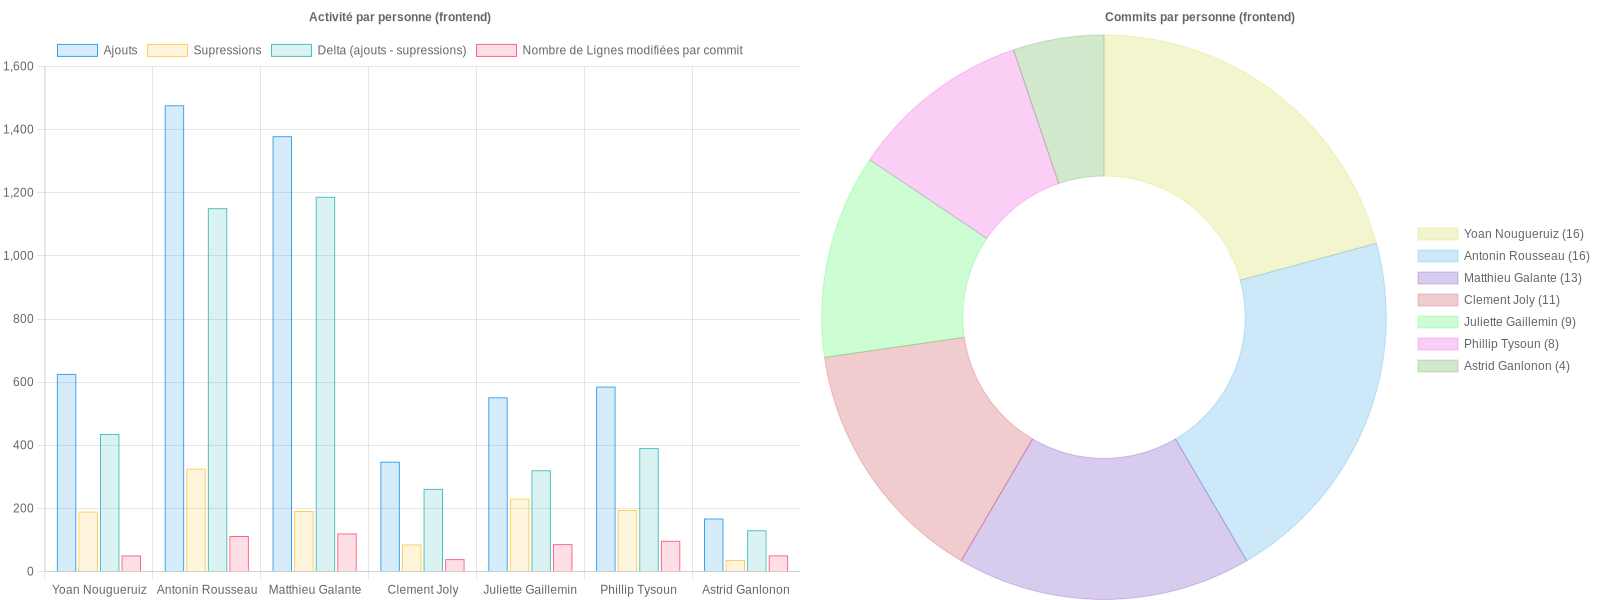 Activité par personne (frontend)
Ajouts
Supressions
Delta (ajouts - supressions)
Nombre de Lignes modifiées par commit
1,600
1,400
1,200
1,000
800
600
400
200
0
Yoan Nougueruiz
Antonin Rousseau
Matthieu Galante
Clement Joly
Juliette Gaillemin
Phillip Tysoun
Astrid Ganlonon
Commits par personne (frontend)
Yoan Nougueruiz (16)
Antonin Rousseau (16)
Matthieu Galante (13)
Clement Joly (11)
Juliette Gaillemin (9)
Phillip Tysoun (8)
Astrid Ganlonon (4)